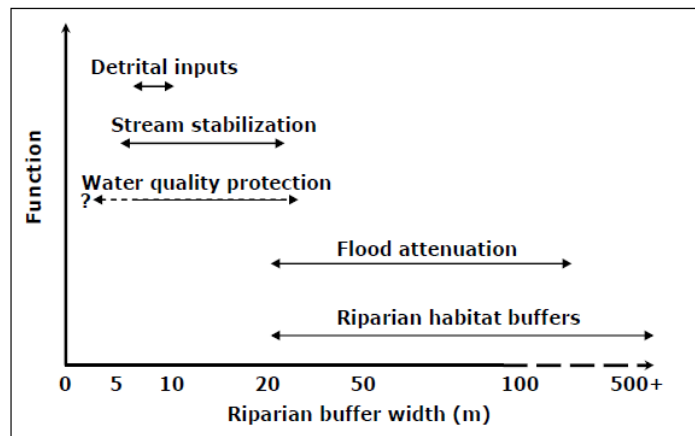 Detrital inputs
Stream stabilization
Water quality protection
?
Flood attenuation
Riparian habitat buffers
Function
0 5 10 20 50 100 500+
Riparian buffer width (m)